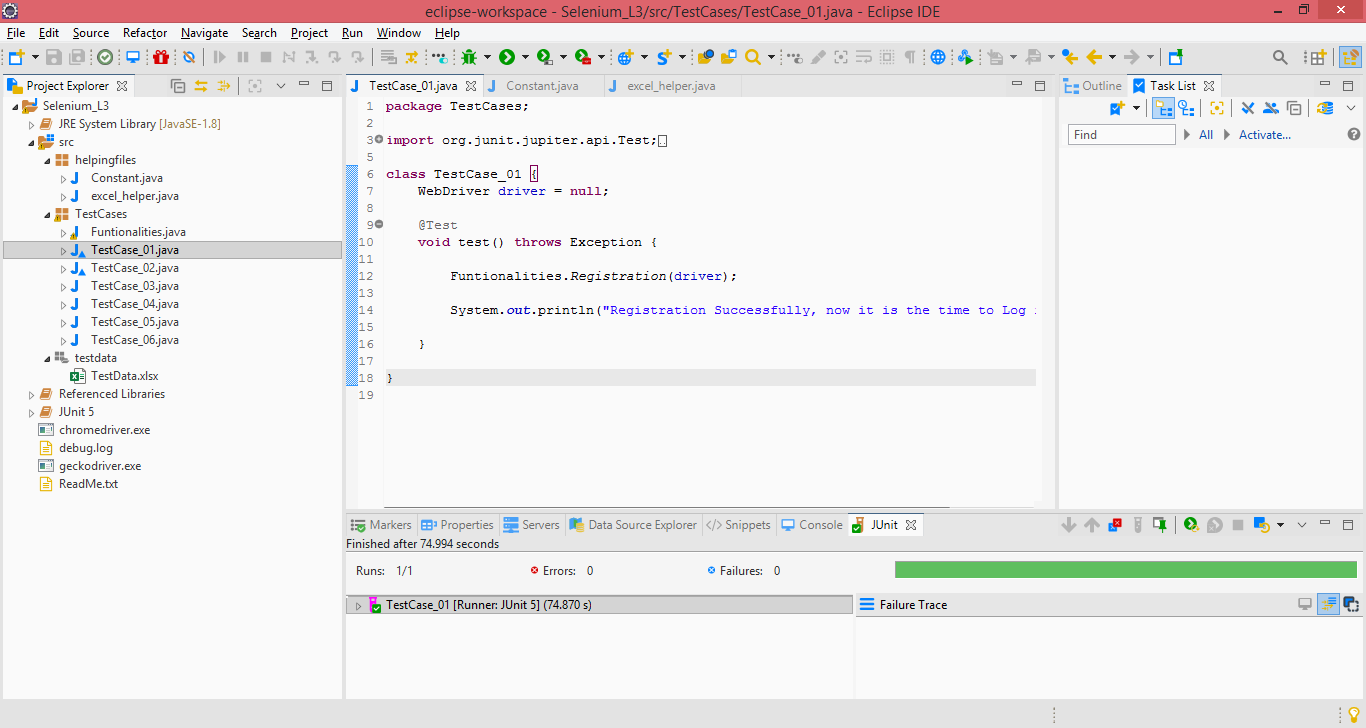 eclipse-workspace - Selenium_L3/src/TestCases/TestCase_01.java - Eclipse IDE
File Edit Source Refactor Navigate Search Project Run Window Help
Project Explorer
Selenium_L3
JRE System Library [JavaSE-1.8]
src
helpingfiles
Constant.java
excel_helper.java
TestCases
Funtionalities.java
TestCase_01.java
TestCase_02.java
TestCase_03.java
TestCase_04.java
TestCase_05.java
TestCase_06.java
testdata
TestData.xlsx
Referenced Libraries
JUnit 5
chromedriver.exe
debug.log
geckodriver.exe
ReadMe.txt
TestCase_01.java Constant.java excel_helper.java
1 package TestCases;
2
3 import org.junit.jupiter.api.Test;
5
6 class TestCase_01 {
7 WebDriver driver = null;
8
9 @Test
10 void test() throws Exception {
11
12 Funtionalities.Registration(driver);
13
14 System.out.println("Registration Successfully, now it is the time to Log
15
16 }
17
18 }
19
Outline Task List
Find All Activate...
Markers Properties Servers Data Source Explorer Snippets Console JUnit
Finished after 74.994 seconds
Runs: 1/1 Errors: 0 Failures: 0
TestCase_01 [Runner: JUnit 5] (74.870 s)
Failure Trace